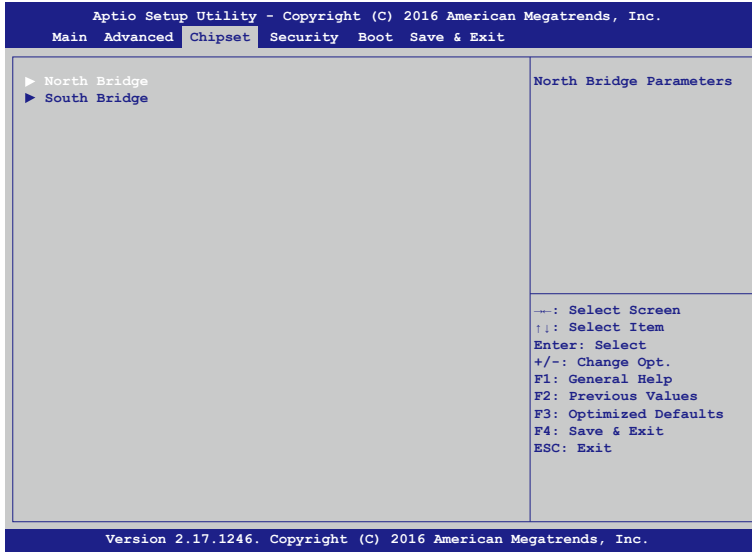 Aptio Setup Utility - Copyright (C) 2016 American Megatrends, Inc.
Main Advanced Chipset Security Boot Save & Exit
▶ North Bridge
▶ South Bridge
North Bridge Parameters
→←: Select Screen
↑↓: Select Item
Enter: Select
+/-: Change Opt.
F1: General Help
F2: Previous Values
F3: Optimized Defaults
F4: Save & Exit
ESC: Exit
Version 2.17.1246. Copyright (C) 2016 American Megatrends, Inc.